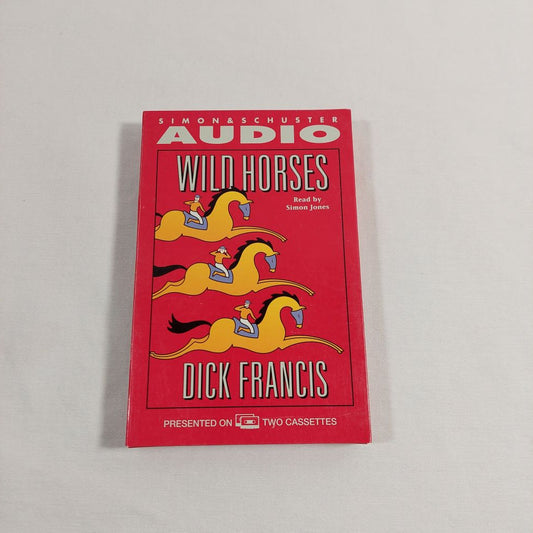 SIMON & SCHUSTER
AUDIO
WILD HORSES
Read by
Simon Jones
DICK FRANCIS
PRESENTED ON TWO CASSETTES